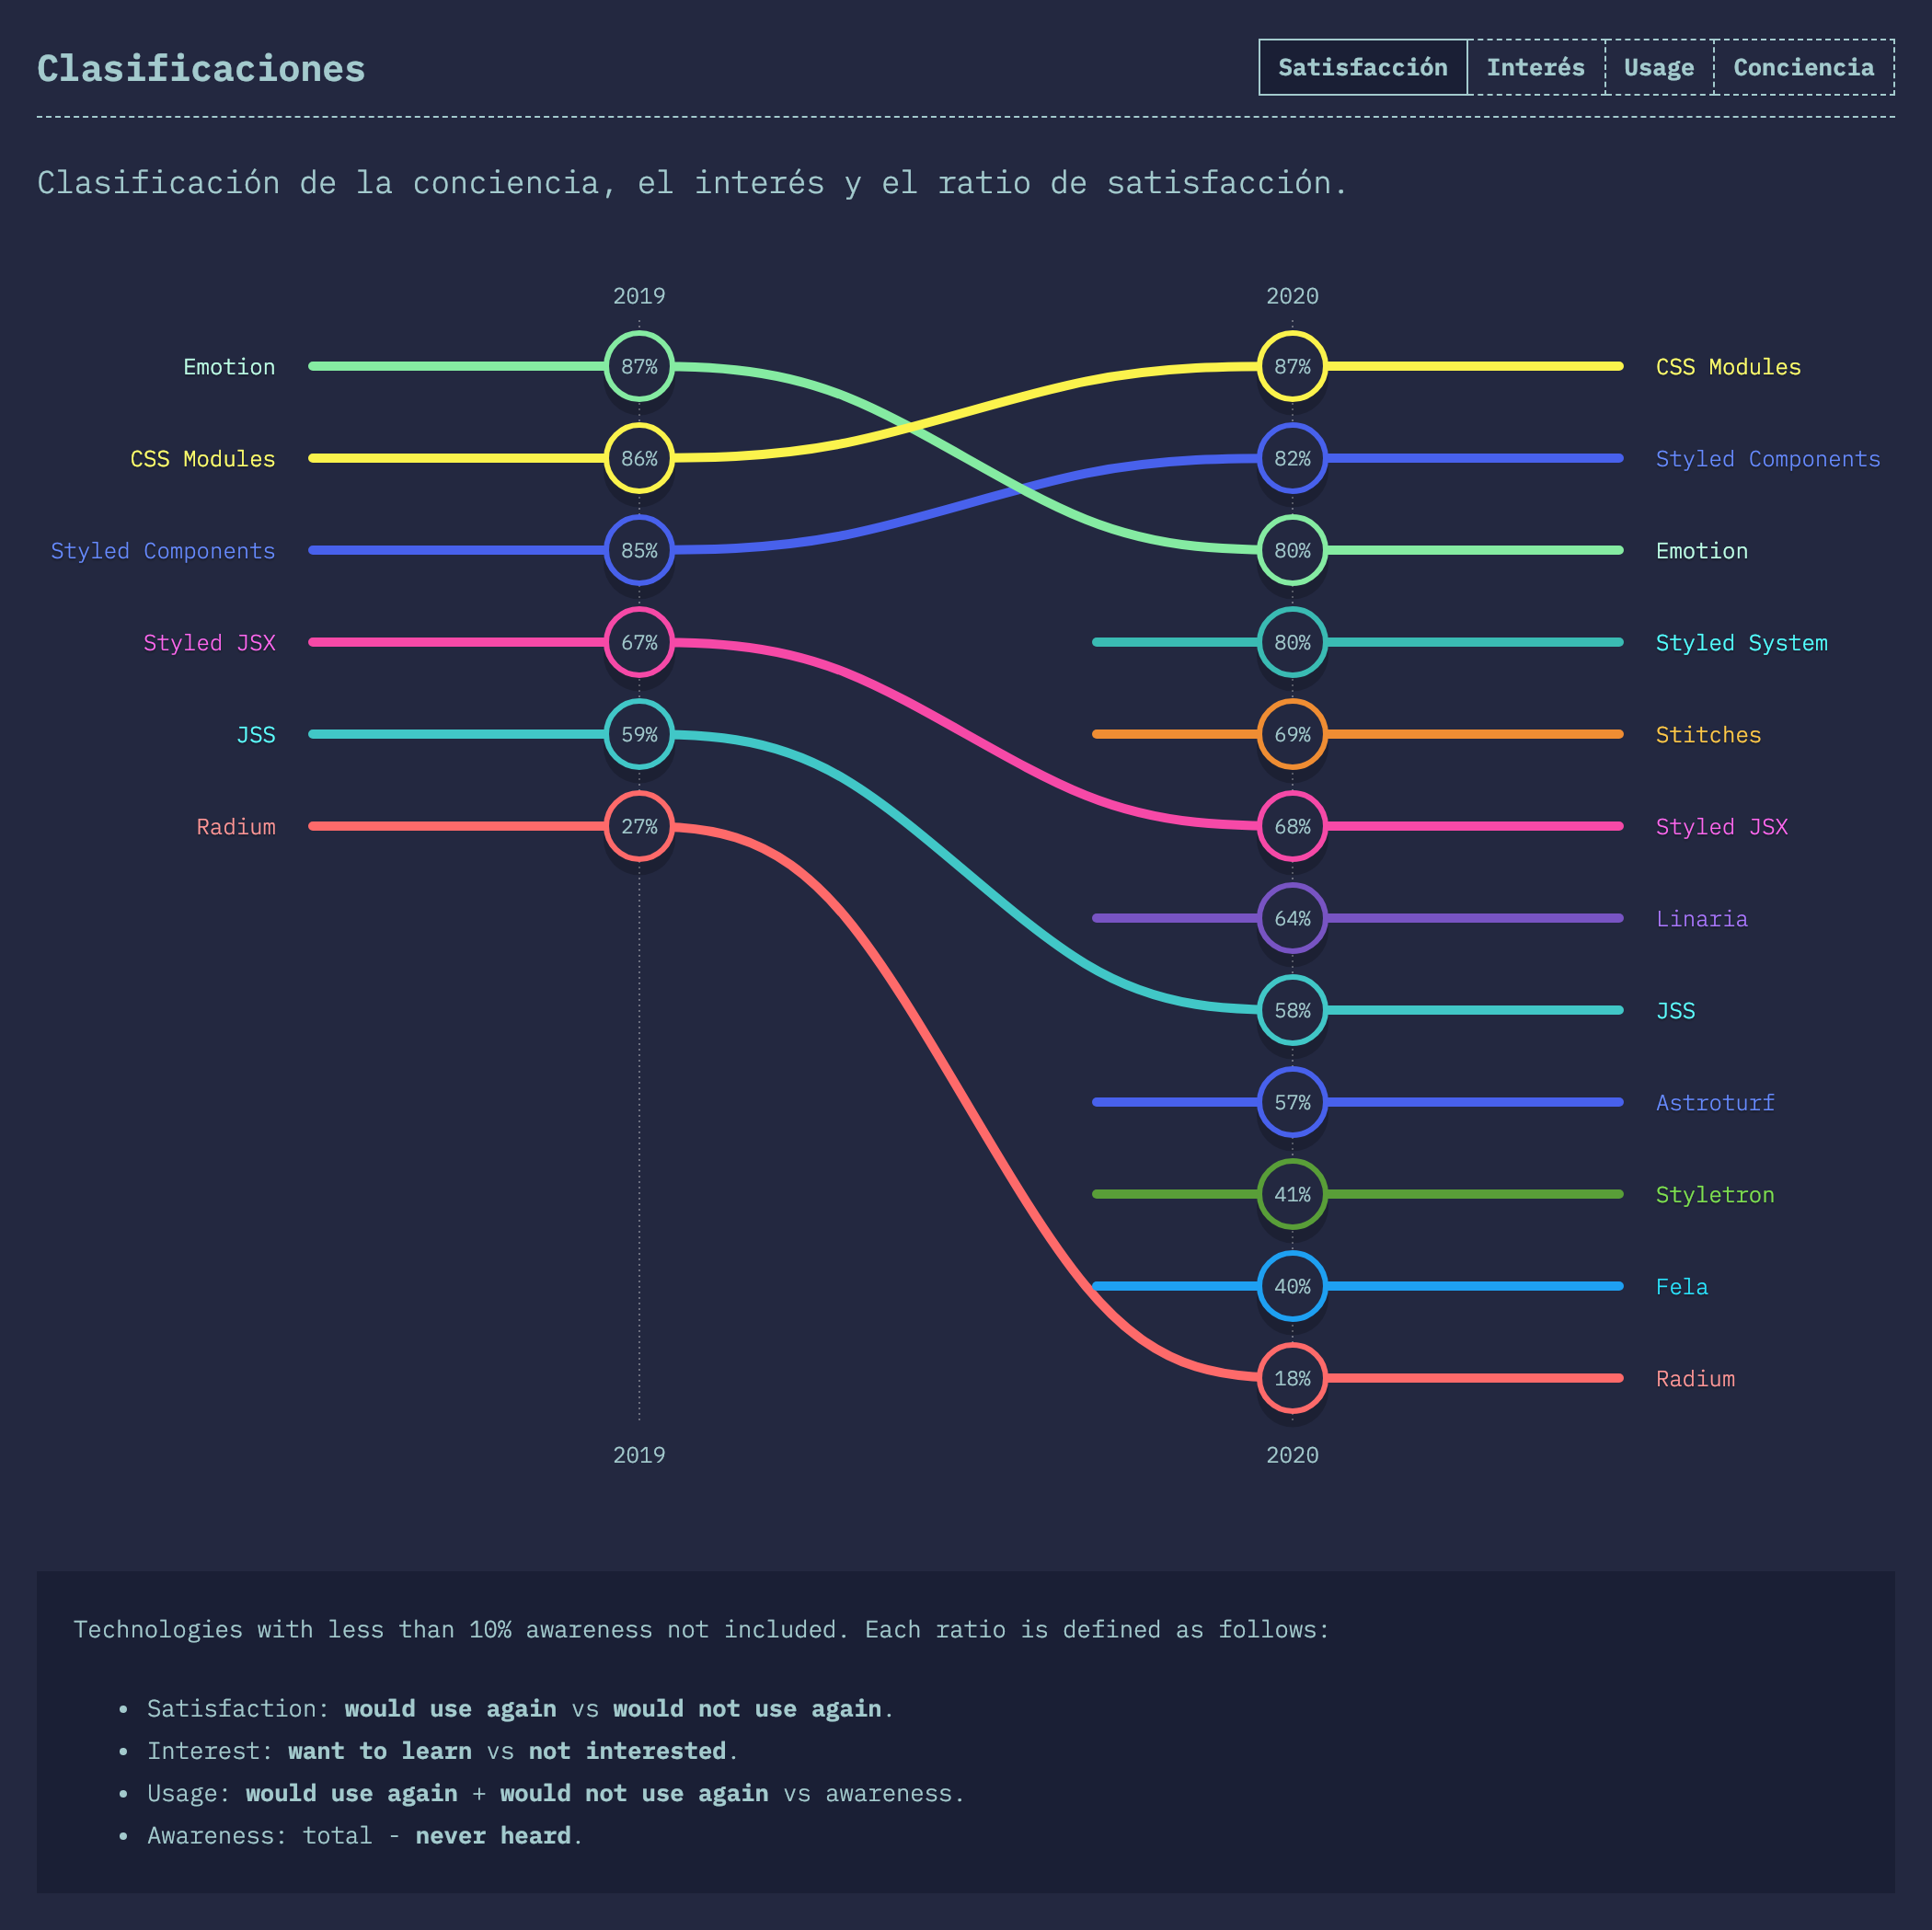 Clasificaciones
Satisfacción Interés Usage Conciencia
Clasificación de la conciencia, el interés y el ratio de satisfacción.
2019 2020
Emotion 87% 87% CSS Modules
CSS Modules 86% 82% Styled Components
Styled Components 85% 80% Emotion
Styled JSX 67% 80% Styled System
JSS 59% 69% Stitches
Radium 27% 68% Styled JSX
64% Linaria
58% JSS
57% Astroturf
41% Styletron
40% Fela
18% Radium
2019 2020
Technologies with less than 10% awareness not included. Each ratio is defined as follows:
• Satisfaction: would use again vs would not use again.
• Interest: want to learn vs not interested.
• Usage: would use again + would not use again vs awareness.
• Awareness: total - never heard.